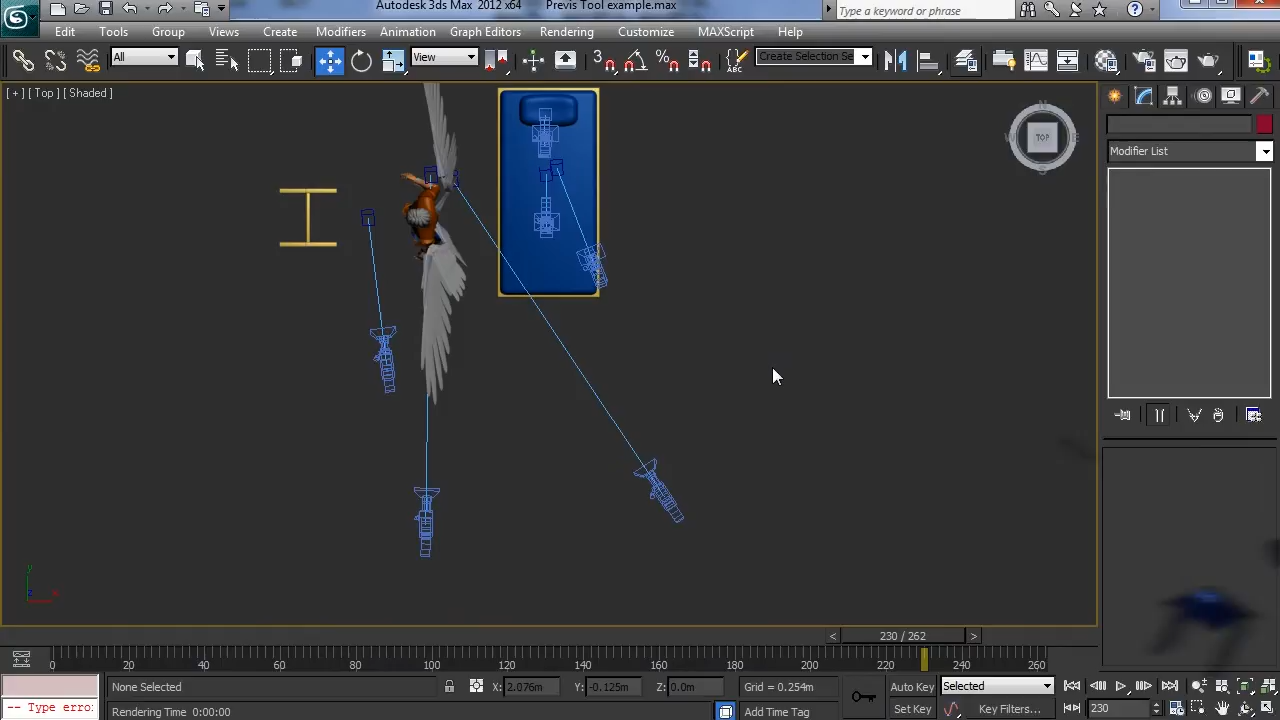 Autodesk 3ds Max 2012 x64 Previs Tool example.max
Type a keyword or phrase
Edit Tools Group Views Create Modifiers Animation Graph Editors Rendering Customize MAXScript Help
All View 3 Create Selection Se
[ + ] [ Top ] [ Shaded ]
TOP
Modifier List
y
x
z
< 230 / 262 >
0 20 40 60 80 100 120 140 160 180 200 220 240 260
None Selected X: 2.076m Y: -0.125m Z: 0.0m Grid = 0.254m Auto Key Selected
-- Type erro: Rendering Time 0:00:00 Add Time Tag Set Key Key Filters... 230